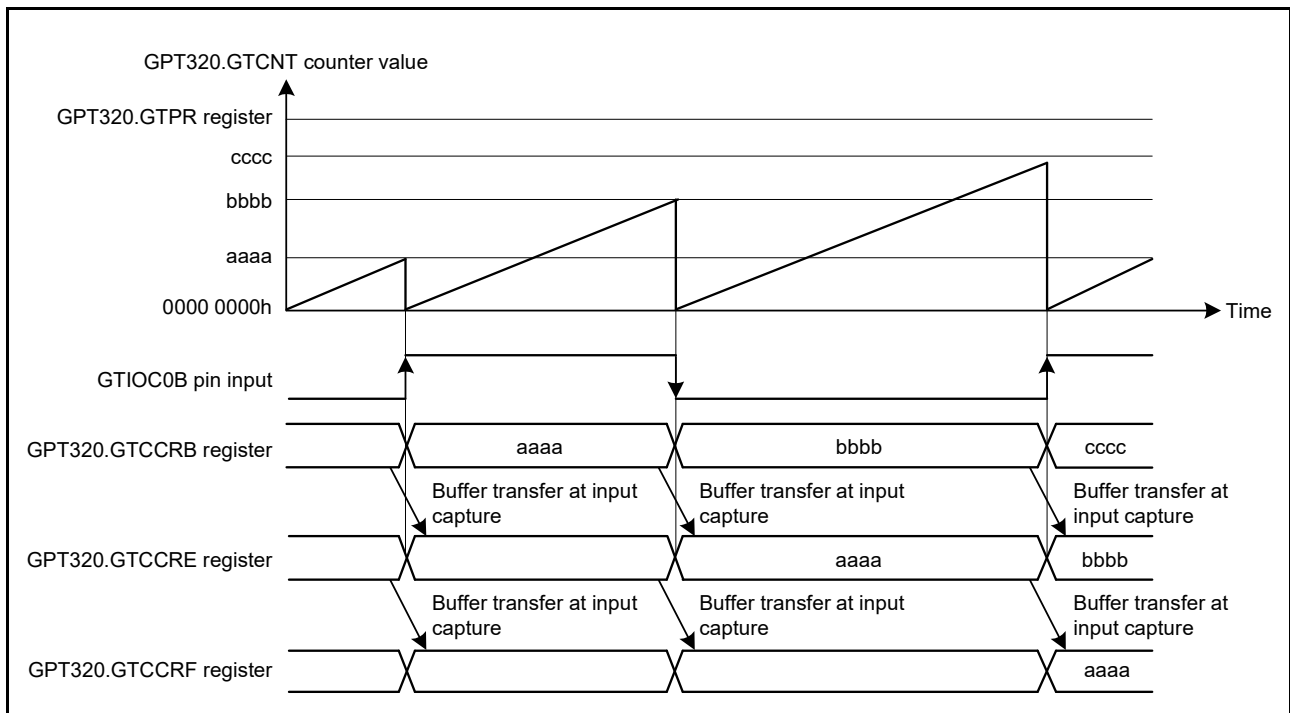 GPT320.GTCNT counter value
GPT320.GTPR register
cccc
bbbb
aaaa
0000 0000h
Time
GTIOC0B pin input
GPT320.GTCCRB register
aaaa
bbbb
cccc
Buffer transfer at input
capture
Buffer transfer at input
capture
Buffer transfer at
input capture
GPT320.GTCCRE register
aaaa
bbbb
Buffer transfer at input
capture
Buffer transfer at input
capture
Buffer transfer at
input capture
GPT320.GTCCRF register
aaaa